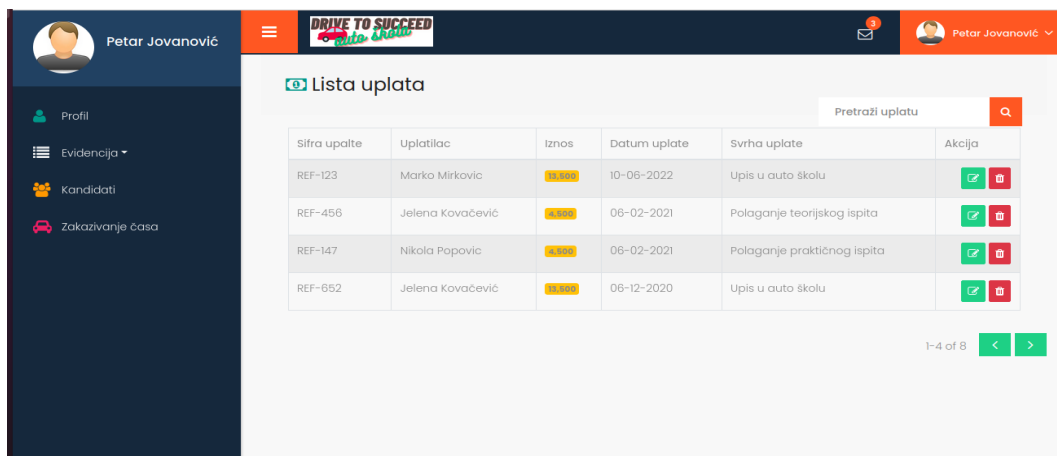 Petar Jovanović
DRIVE TO SUCCEED
auto škola
3
Petar Jovanović
Profil
Evidencija
Kandidati
Zakazivanje časa
Lista uplata
Pretraži uplatu
Sifra upalte Uplatilac Iznos Datum uplate Svrha uplate Akcija
REF-123 Marko Mirkovic 13,500 10-06-2022 Upis u auto školu
REF-456 Jelena Kovačević 4,500 06-02-2021 Polaganje teorijskog ispita
REF-147 Nikola Popovic 4,500 06-02-2021 Polaganje praktičnog ispita
REF-652 Jelena Kovačević 13,500 06-12-2020 Upis u auto školu
1-4 of 8